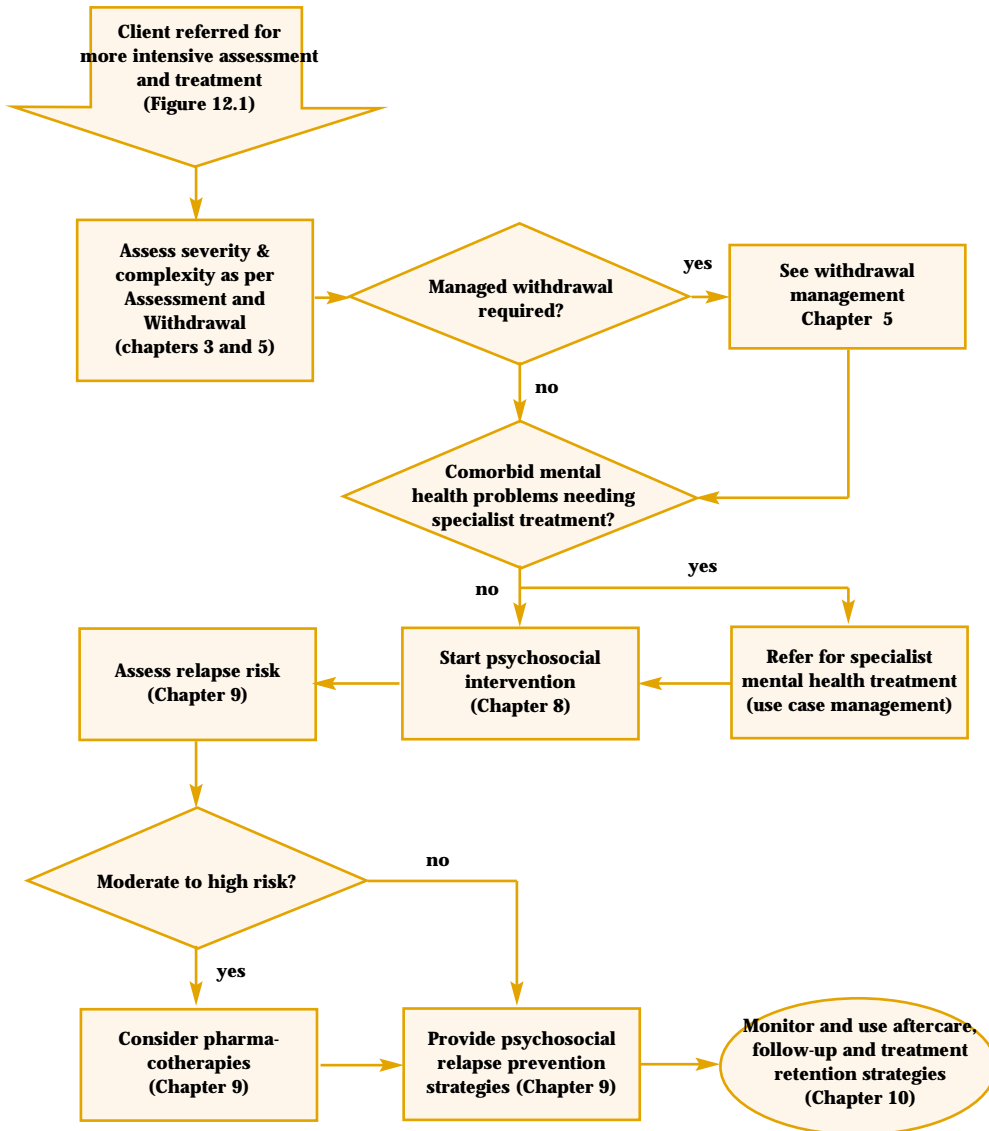 Client referred for
more intensive assessment
and treatment
(Figure 12.1)
Assess severity &
complexity as per
Assessment and
Withdrawal
(chapters 3 and 5)
Managed withdrawal
required?
yes
See withdrawal
management
Chapter 5
no
Comorbid mental
health problems needing
specialist treatment?
no
yes
Assess relapse risk
(Chapter 9)
Start psychosocial
intervention
(Chapter 8)
Refer for specialist
mental health treatment
(use case management)
Moderate to high risk?
no
yes
Consider pharma-
cotherapies
(Chapter 9)
Provide psychosocial
relapse prevention
strategies (Chapter 9)
Monitor and use aftercare,
follow-up and treatment
retention strategies
(Chapter 10)